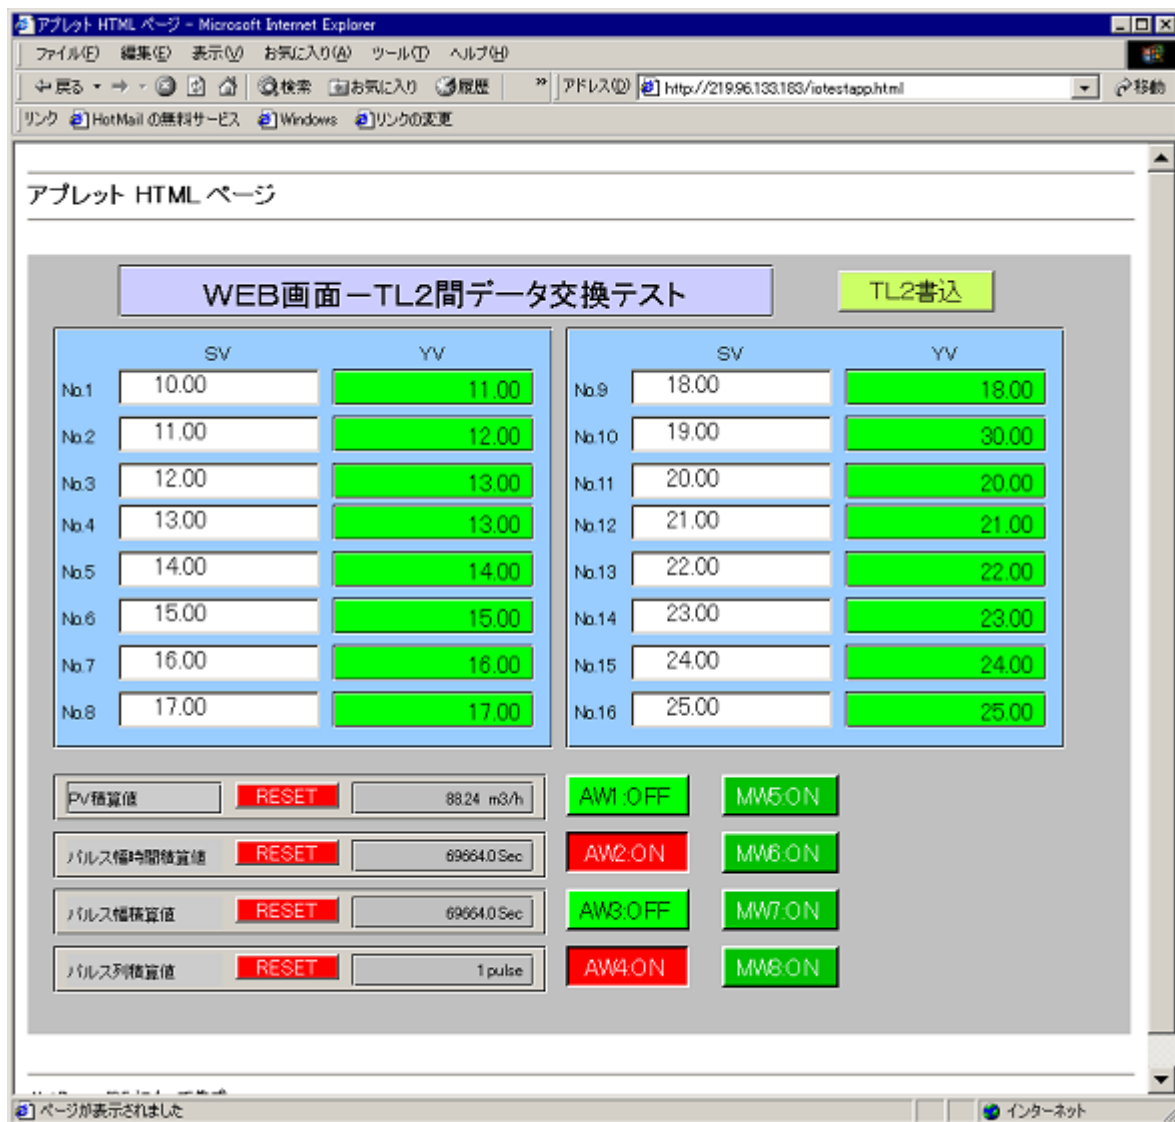 アプレット HTML ページ - Microsoft Internet Explorer
ファイル(F) 編集(E) 表示(V) お気に入り(A) ツール(T) ヘルプ(H)
戻る 検索 お気に入り 履歴 » アドレス(D) http://219.96.133.183/iotestapp.html 移動
リンク HotMail の無料サービス Windows リンクの変更
アプレット HTML ページ
WEB画面-TL2間データ交換テスト TL2書込
SV YV SV YV
No.1 10.00 11.00 No.9 18.00 18.00
No.2 11.00 12.00 No.10 19.00 30.00
No.3 12.00 13.00 No.11 20.00 20.00
No.4 13.00 13.00 No.12 21.00 21.00
No.5 14.00 14.00 No.13 22.00 22.00
No.6 15.00 15.00 No.14 23.00 23.00
No.7 16.00 16.00 No.15 24.00 24.00
No.8 17.00 17.00 No.16 25.00 25.00
PV積算値 RESET 88.24 m3/h AW1:OFF MW5:ON
パルス幅時間積算値 RESET 69664.0 Sec AW2:ON MW6:ON
パルス幅積算値 RESET 69664.0 Sec AW3:OFF MW7:ON
パルス列積算値 RESET 1 pulse AW4:ON MW8:ON
ページが表示されました インターネット